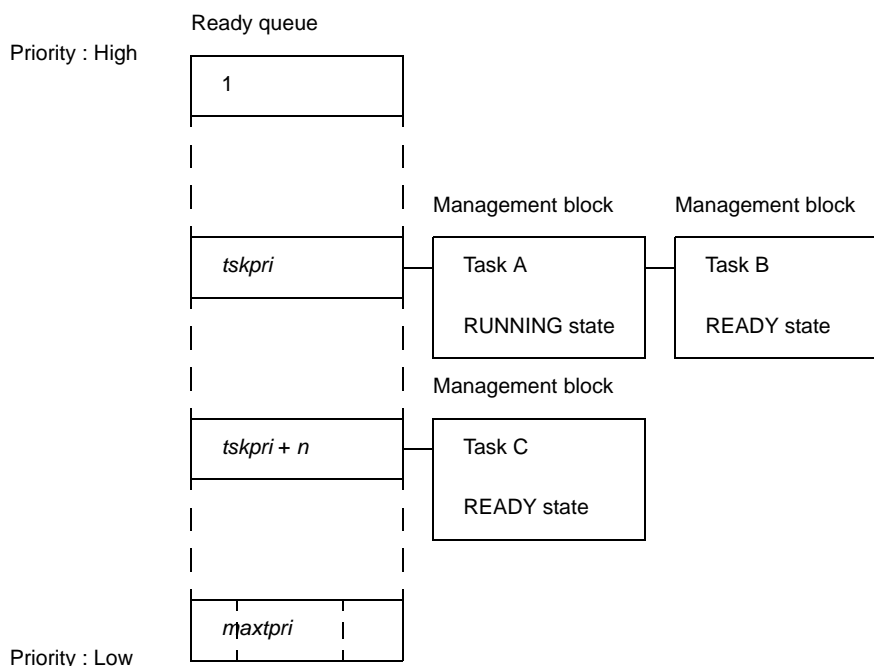 Ready queue
Priority : High
1
Management block
Management block
tskpri
Task A
Task B
RUNNING state
READY state
Management block
tskpri + n
Task C
READY state
maxtpri
Priority : Low